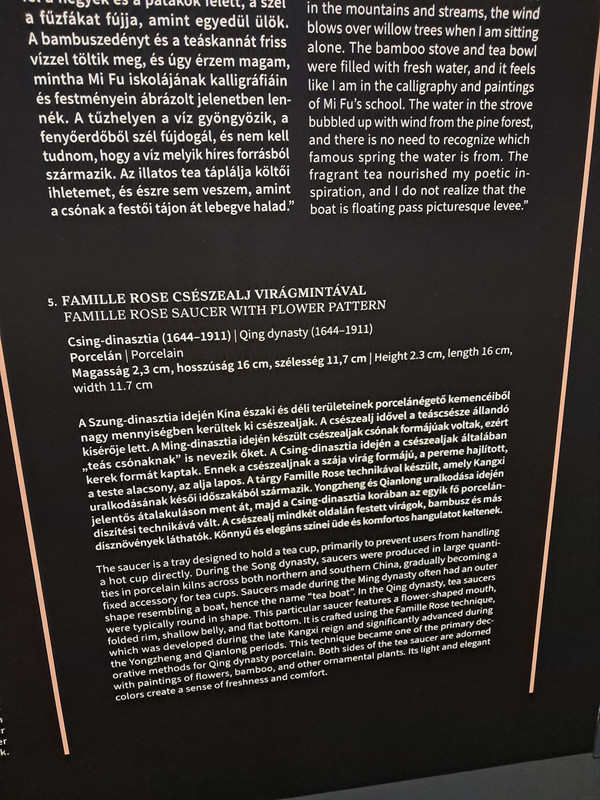 a fűzfákat fújja, amint egyedül ülök.
A bambuszedényt és a teáskannát friss
vízzel töltik meg, és úgy érzem magam,
mintha Mi Fu iskolájának kalligráfiáin
és festményein ábrázolt jelenetben len-
nék. A tűzhelyen a víz gyöngyözik, a
fenyőerdőből szél fújdogál, és nem kell
tudnom, hogy a víz melyik híres forrásból
származik. Az illatos tea táplálja költői
ihletemet, és észre sem veszem, amint
a csónak a festői tájon át lebegve halad.”
in the mountains and streams, the wind
blows over willow trees when I am sitting
alone. The bamboo stove and tea bowl
were filled with fresh water, and it feels
like I am in the calligraphy and paintings
of Mi Fu’s school. The water in the strove
bubbled up with wind from the pine forest,
and there is no need to recognize which
famous spring the water is from. The
fragrant tea nourished my poetic in-
spiration, and I do not realize that the
boat is floating pass picturesque levee.”
5. FAMILLE ROSE CSÉSZEALJ VIRÁGMINTÁVAL
FAMILLE ROSE SAUCER WITH FLOWER PATTERN
Csing-dinasztia (1644–1911) | Qing dynasty (1644–1911)
Porcelán | Porcelain
Magasság 2,3 cm, hosszúság 16 cm, szélesség 11,7 cm | Height 2.3 cm, length 16 cm,
width 11.7 cm
A Szung-dinasztia idején Kína északi és déli területeinek porcelánégető kemencéiből
nagy mennyiségben kerültek ki csészealjak. A csészealj idővel a teáscsésze állandó
kísérője lett. A Ming-dinasztia idején készült csészealjak csónak formájúak voltak, ezért
„teás csónaknak” is nevezik őket. A Csing-dinasztia idején a csészealjak általában
kerek formát kaptak. Ennek a csészealjnak a szája virág formájú, a pereme hajlított,
a teste alacsony, az alja lapos. A tárgy Famille Rose technikával készült, amely Kangxi
uralkodásának késői időszakából származik. Yongzheng és Qianlong uralkodása idején
jelentős átalakuláson ment át, majd a Csing-dinasztia korában az egyik fő porcelán-
díszítési technikává vált. A csészealj mindkét oldalán festett virágok, bambusz és más
dísznövények láthatók. Könnyű és elegáns színei üde és komfortos hangulatot keltenek.
The saucer is a tray designed to hold a tea cup, primarily to prevent users from handling
a hot cup directly. During the Song dynasty, saucers were produced in large quanti-
ties in porcelain kilns across both northern and southern China, gradually becoming a
fixed accessory for tea cups. Saucers made during the Ming dynasty often had an outer
shape resembling a boat, hence the name “tea boat”. In the Qing dynasty, tea saucers
were typically round in shape. This particular saucer features a flower-shaped mouth,
folded rim, shallow belly, and flat bottom. It is crafted using the Famille Rose technique,
which was developed during the late Kangxi reign and significantly advanced during
the Yongzheng and Qianlong periods. This technique became one of the primary dec-
orative methods for Qing dynasty porcelain. Both sides of the tea saucer are adorned
with paintings of flowers, bamboo, and other ornamental plants. Its light and elegant
colors create a sense of freshness and comfort.